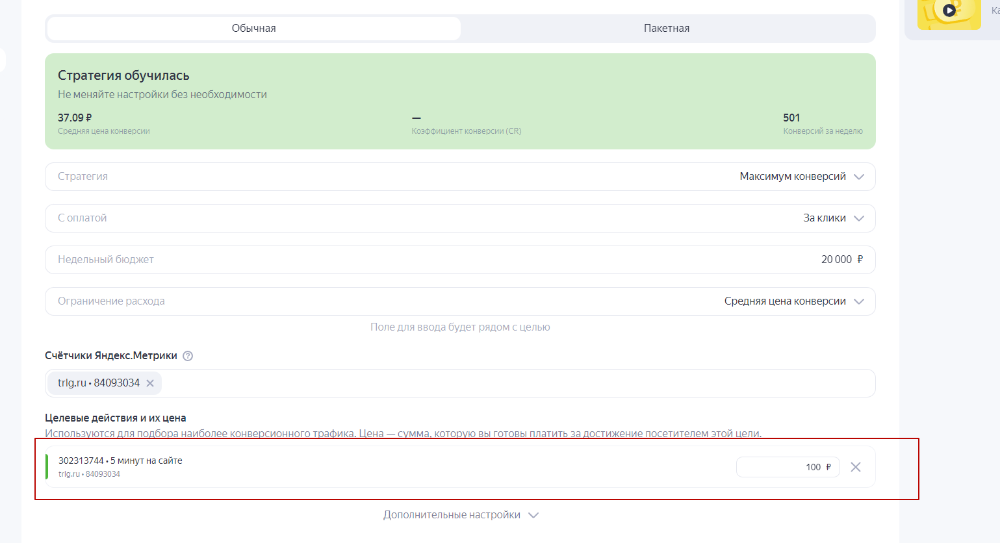 Обычная
Пакетная
Стратегия обучилась
Не меняйте настройки без необходимости
37.09 ₽
—
501
Средняя цена конверсии
Коэффициент конверсии (CR)
Конверсий за неделю
Стратегия
Максимум конверсий
С оплатой
За клики
Недельный бюджет
20 000 ₽
Ограничение расхода
Средняя цена конверсии
Поле для ввода будет рядом с целью
Счётчики Яндекс.Метрики ?
trlg.ru • 84093034
Целевые действия и их цена
Используются для подбора наиболее конверсионного трафика. Цена — сумма, которую вы готовы платить за достижение посетителем этой цели.
302313744 • 5 минут на сайте
trlg.ru • 84093034
100 ₽
Дополнительные настройки